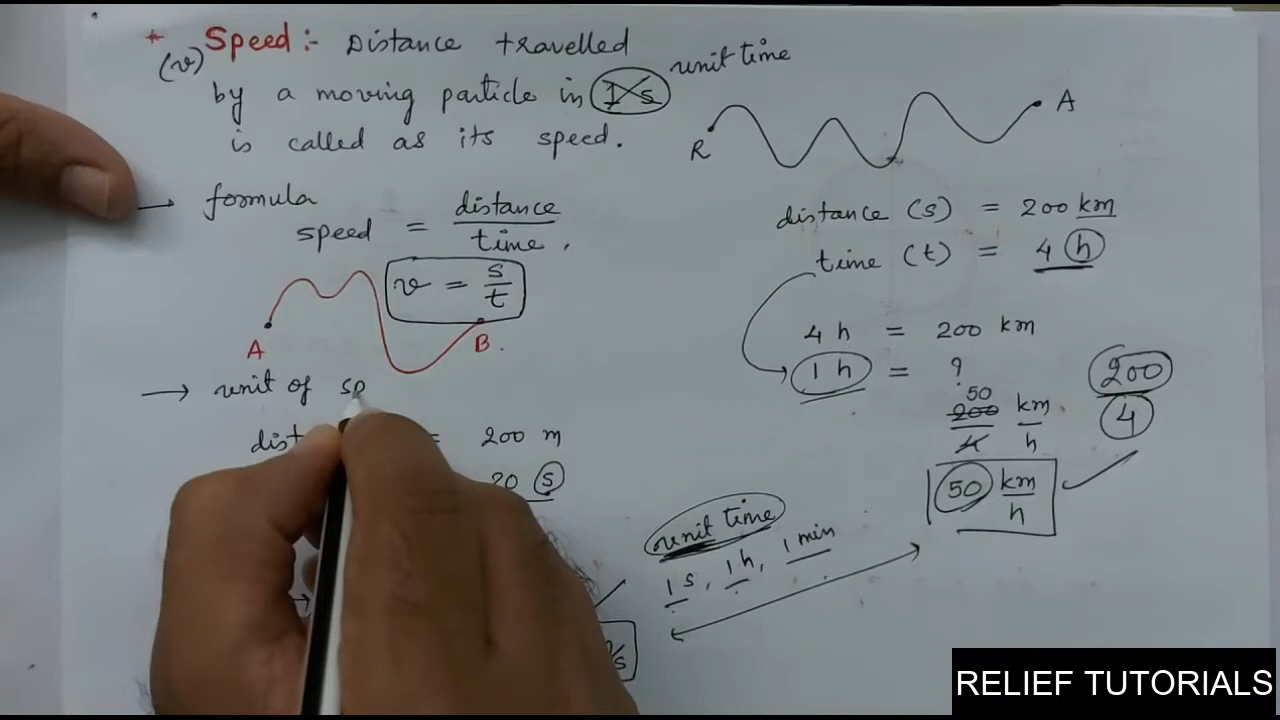 * Speed :- Distance travelled
(v)
by a moving particle in 1 s unit time
is called as its speed.
→ formula
speed = distance / time .
v = s / t
A
B .
→ unit of sp
dist = 200 m
20 s
/s
R
A
distance (s) = 200 km
time (t) = 4 h
4 h = 200 km
1 h = ?
50
200 km
4 h
200
4
50 km / h
unit time
1 s, 1 h, 1 min
RELIEF TUTORIALS